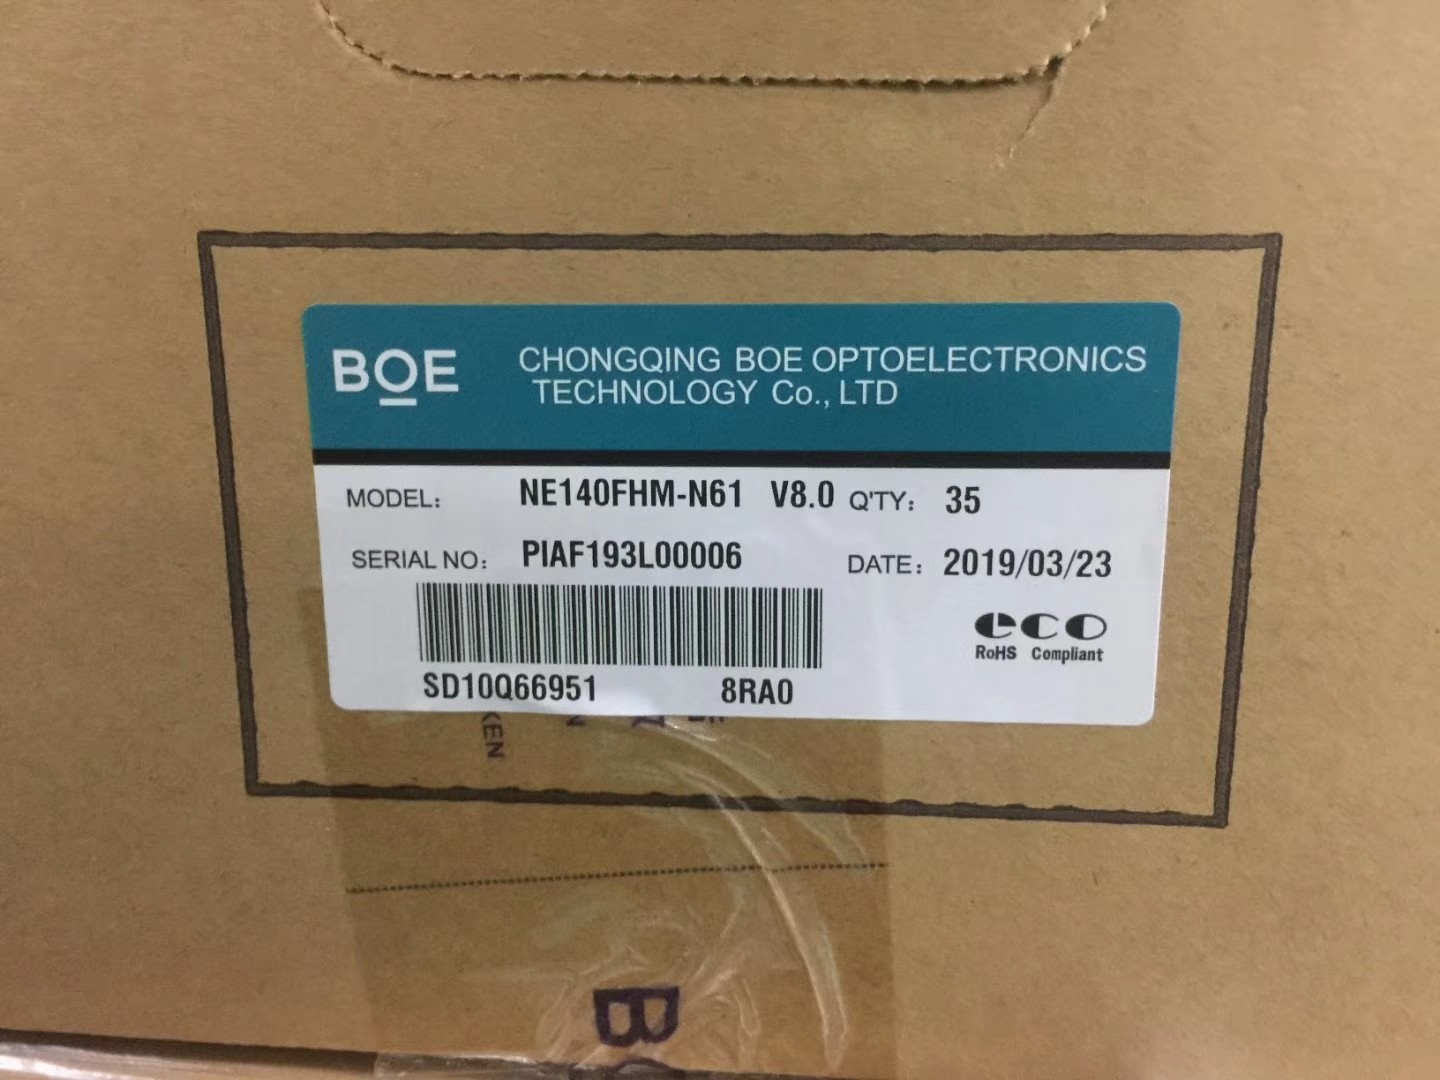 BOE
CHONGQING BOE OPTOELECTRONICS
TECHNOLOGY Co., LTD
MODEL: NE140FHM-N61 V8.0 Q'TY: 35
SERIAL NO: PIAF193L00006 DATE: 2019/03/23
eco
RoHS Compliant
SD10Q66951 8RA0
KEN